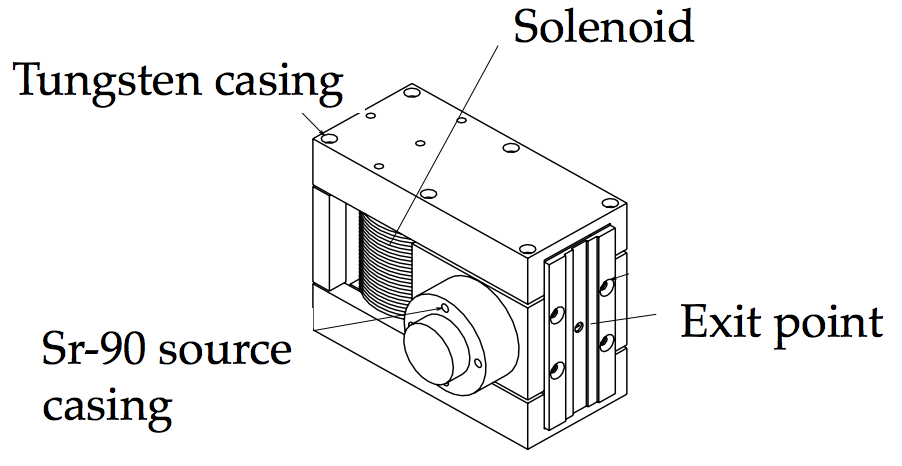 Solenoid
Tungsten casing
Exit point
Sr-90 source
casing